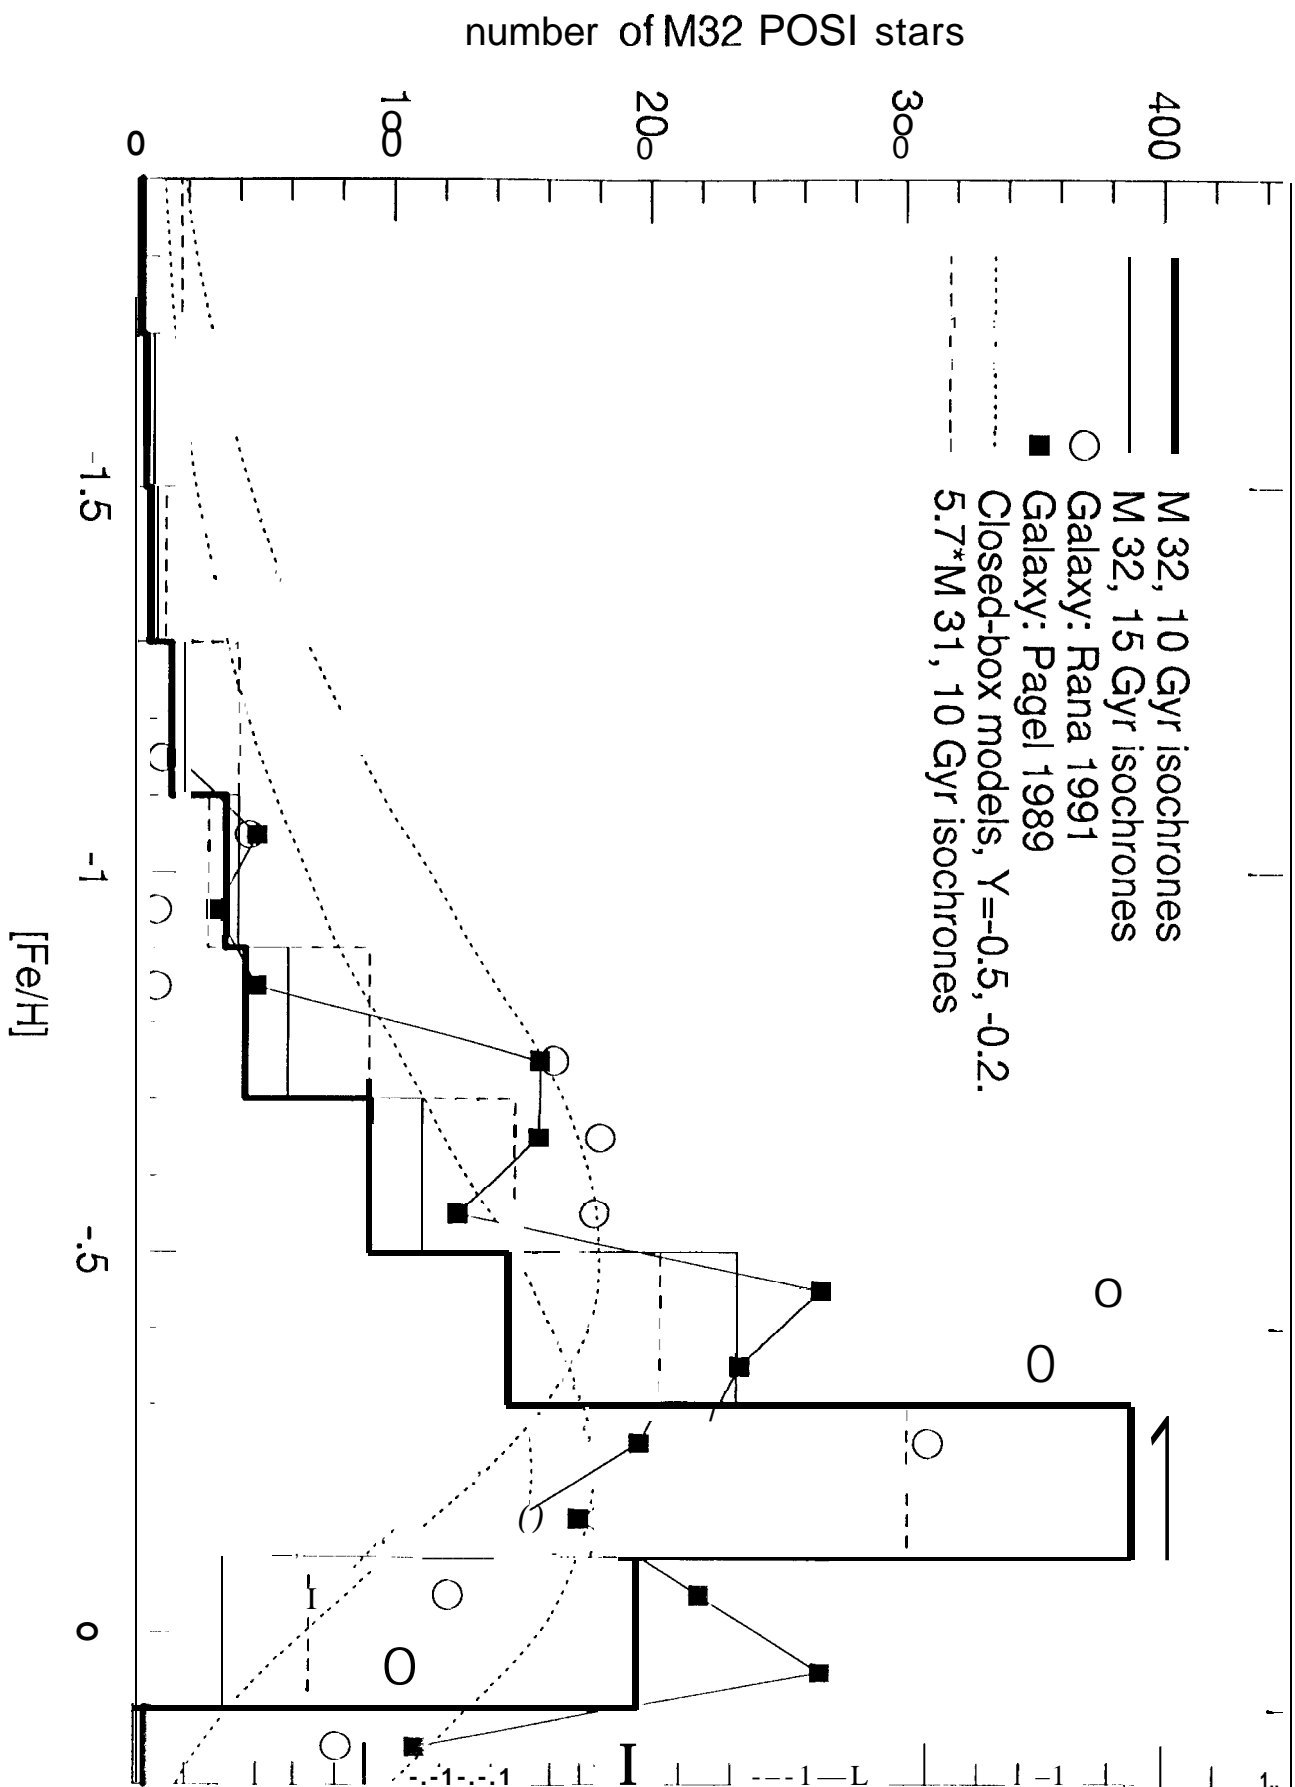 number of M32 POSI stars
0
100
200
300
400
M 32, 10 Gyr isochrones
M 32, 15 Gyr isochrones
Galaxy: Rana 1991
Galaxy: Pagel 1989
Closed-box models, Y=-0.5, -0.2.
5.7*M 31, 10 Gyr isochrones
-1.5
-1
-.5
0
[Fe/H]